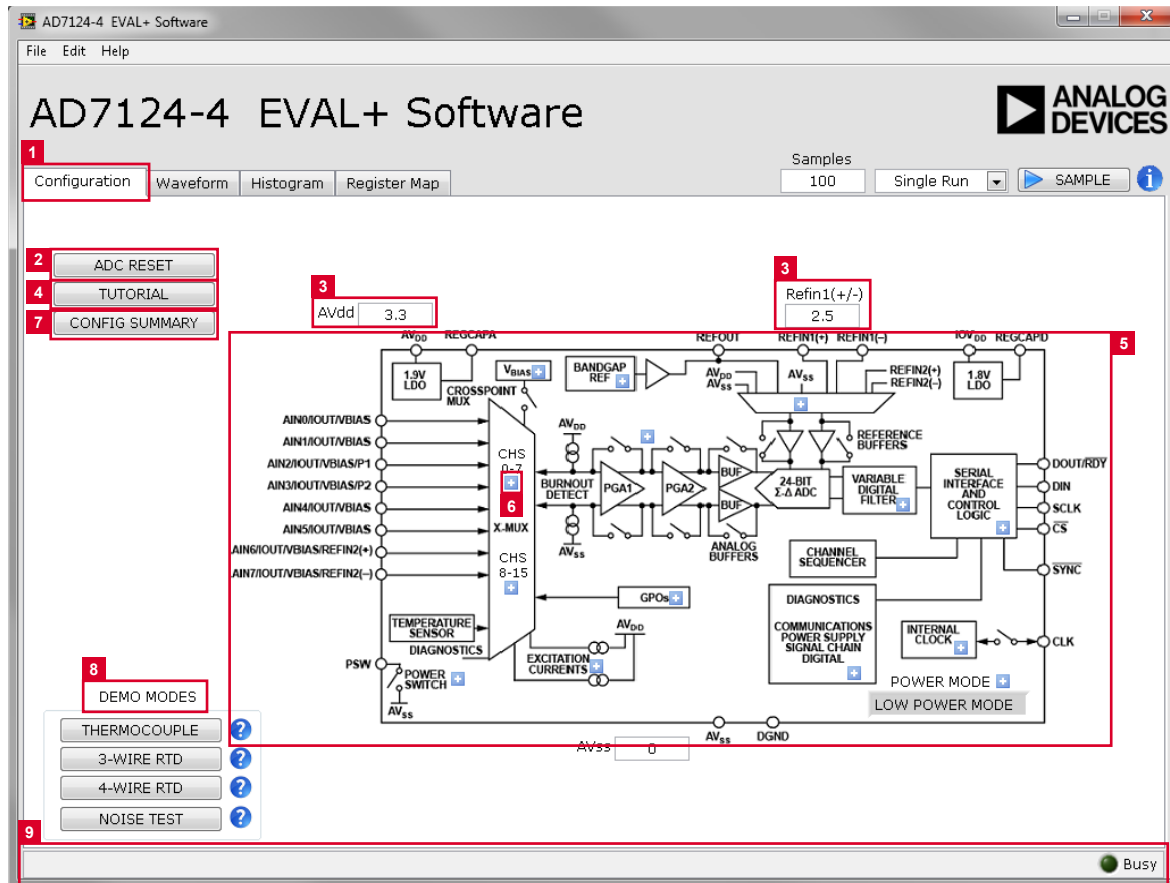 AD7124-4 EVAL+ Software
File Edit Help
AD7124-4 EVAL+ Software
ANALOG
DEVICES
1
Configuration
Waveform
Histogram
Register Map
Samples
100
Single Run
SAMPLE
i
2
ADC RESET
4
TUTORIAL
7
CONFIG SUMMARY
3
AVdd 3.3
3
Refin1(+/-)
2.5
5
AVDD
REGCAPA
REFOUT
REFIN1(+)
REFIN1(–)
IOVDD
REGCAPD
1.9V
LDO
CROSSPOINT
MUX
VBIAS
BANDGAP
REF
AVDD
AVSS
AVSS
REFIN2(+)
REFIN2(–)
1.8V
LDO
REFERENCE
BUFFERS
AIN0/IOUT/VBIAS
AIN1/IOUT/VBIAS
AIN2/IOUT/VBIAS/P1
AIN3/IOUT/VBIAS/P2
AIN4/IOUT/VBIAS
AIN5/IOUT/VBIAS
AIN6/IOUT/VBIAS/REFIN2(+)
AIN7/IOUT/VBIAS/REFIN2(–)
CHS
0-7
6
X-MUX
CHS
8-15
AVDD
BURNOUT
DETECT
AVSS
PGA1
PGA2
BUF
BUF
ANALOG
BUFFERS
24-BIT
Σ-Δ ADC
VARIABLE
DIGITAL
FILTER
SERIAL
INTERFACE
AND
CONTROL
LOGIC
DOUT/RDY
DIN
SCLK
CS
SYNC
CHANNEL
SEQUENCER
GPOs
TEMPERATURE
SENSOR
DIAGNOSTICS
AVDD
EXCITATION
CURRENTS
DIAGNOSTICS
COMMUNICATIONS
POWER SUPPLY
SIGNAL CHAIN
DIGITAL
INTERNAL
CLOCK
CLK
PSW
POWER
SWITCH
AVSS
POWER MODE
LOW POWER MODE
AVSS
DGND
AVss 0
8
DEMO MODES
THERMOCOUPLE ?
3-WIRE RTD ?
4-WIRE RTD ?
NOISE TEST ?
9
Busy